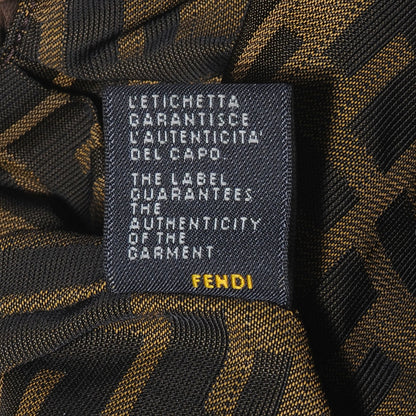 L'ETICHETTA
GARANTISCE
L'AUTENTICITA'
DEL CAPO.
THE LABEL
GUARANTEES
THE
AUTHENTICITY
OF THE
GARMENT
FENDI